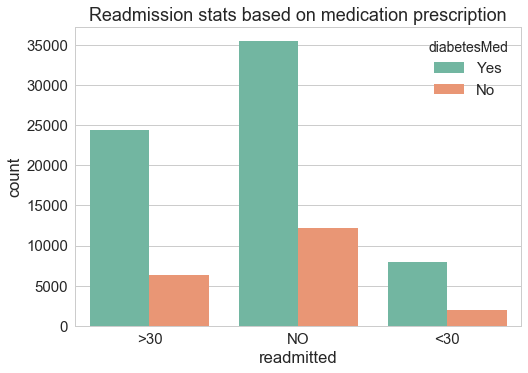 Readmission stats based on medication prescription
diabetesMed
Yes
No
count
35000
30000
25000
20000
15000
10000
5000
0
>30
NO
<30
readmitted